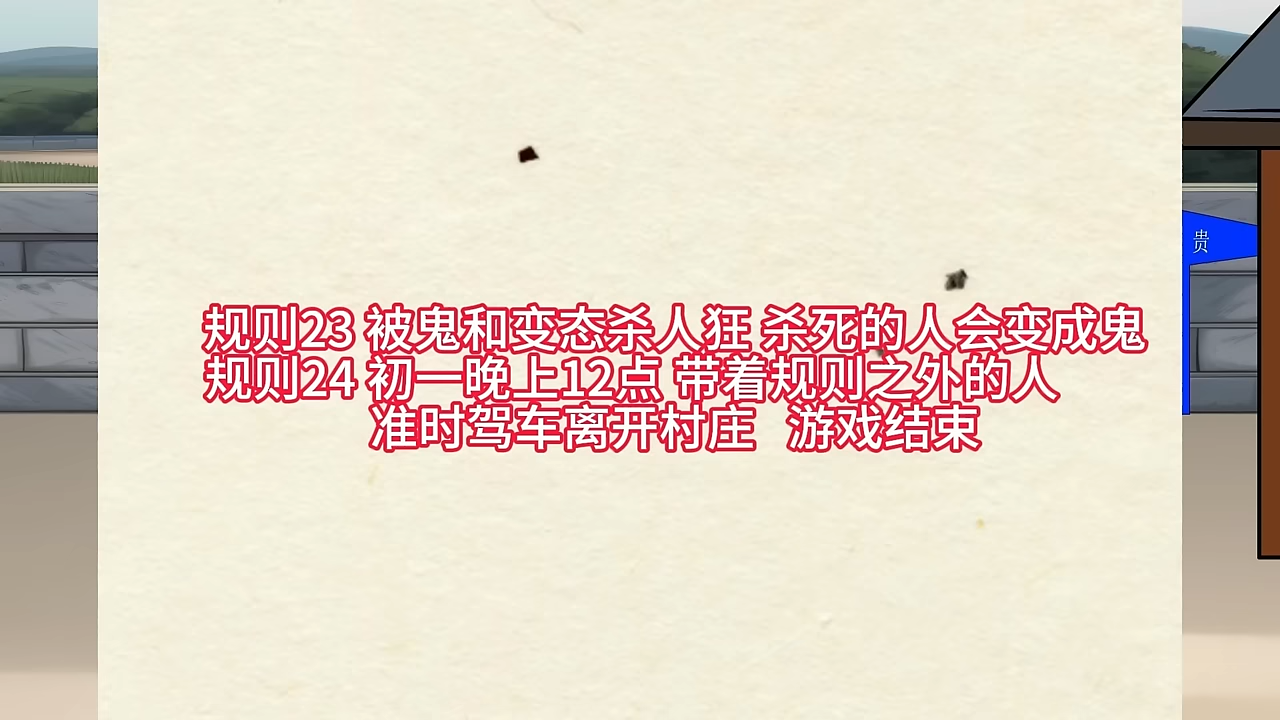 规则23 被鬼和变态杀人狂 杀死的人会变成鬼
规则24 初一晚上12点 带着规则之外的人
准时驾车离开村庄 游戏结束
贵